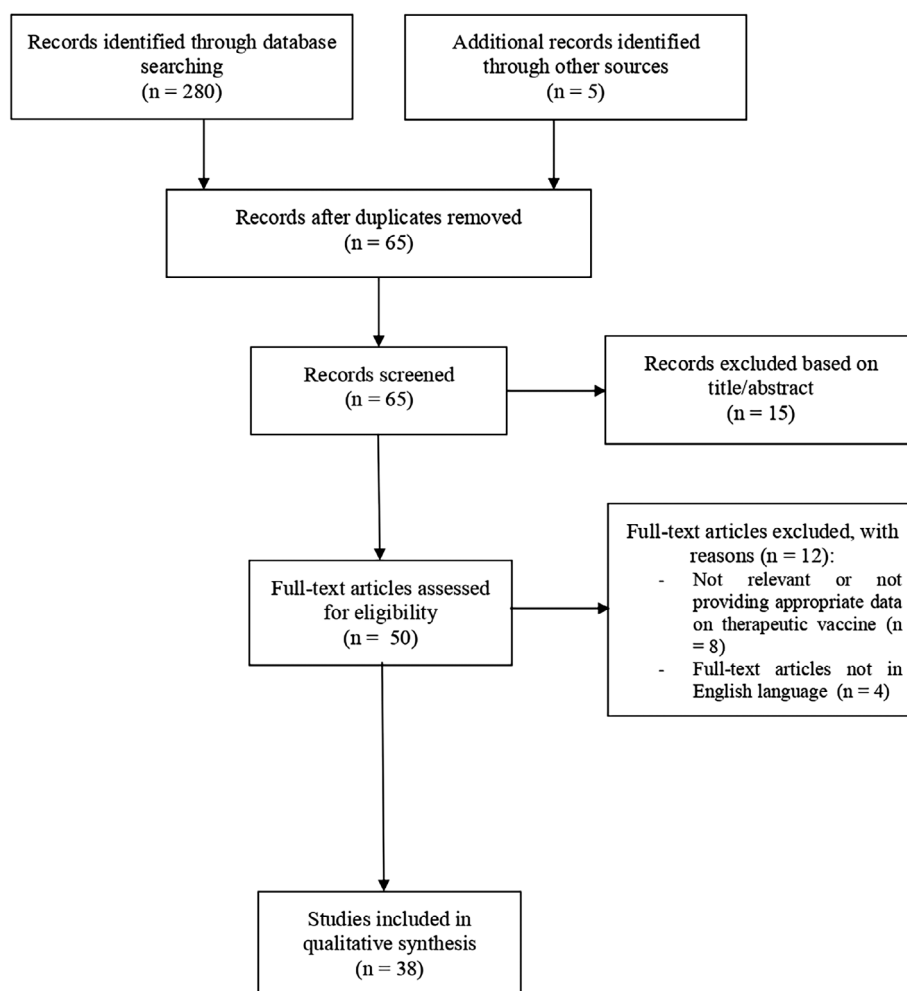 Records identified through database
searching
(n = 280)
Additional records identified
through other sources
(n = 5)
Records after duplicates removed
(n = 65)
Records screened
(n = 65)
Records excluded based on
title/abstract
(n = 15)
Full-text articles assessed
for eligibility
(n = 50)
Full-text articles excluded, with
reasons (n = 12):
- Not relevant or not
providing appropriate data
on therapeutic vaccine (n
= 8)
- Full-text articles not in
English language (n = 4)
Studies included in
qualitative synthesis
(n = 38)